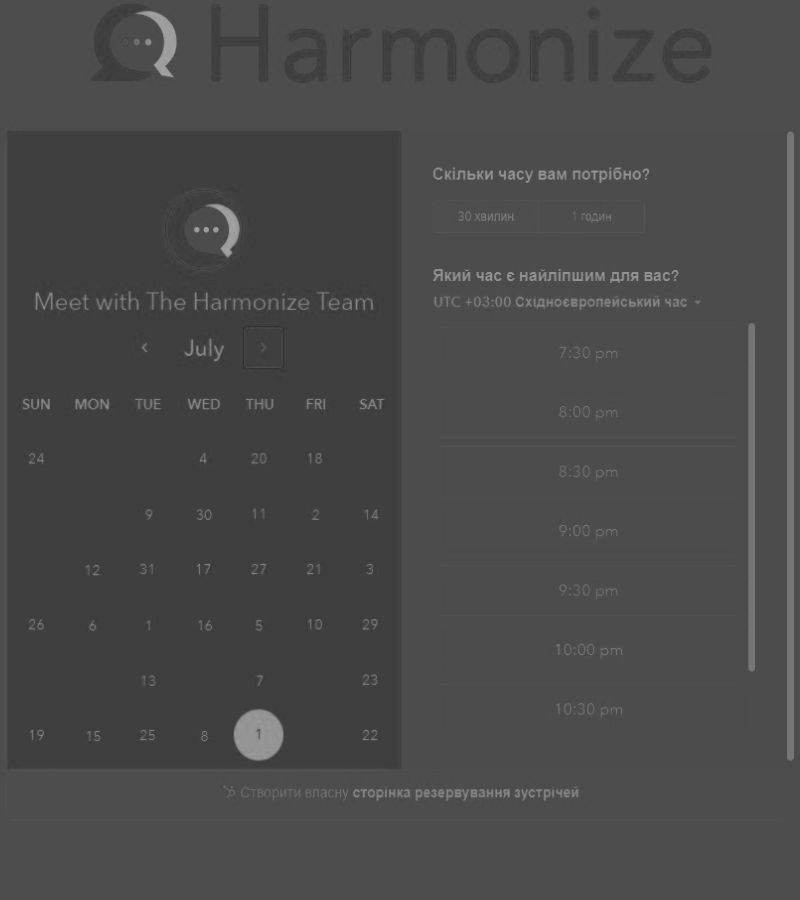 Harmonize
Meet with The Harmonize Team
July
SUN MON TUE WED THU FRI SAT
24 4 20 18
9 30 11 2 14
12 31 17 27 21 3
26 6 1 16 5 10 29
13 7 23
19 15 25 8 1 22
Скільки часу вам потрібно?
30 хвилин 1 годин
Який час є найліпшим для вас?
UTC +03:00 Східноєвропейський час
7:30 pm
8:00 pm
8:30 pm
9:00 pm
9:30 pm
10:00 pm
10:30 pm
Створити власну сторінка резервування зустрічей